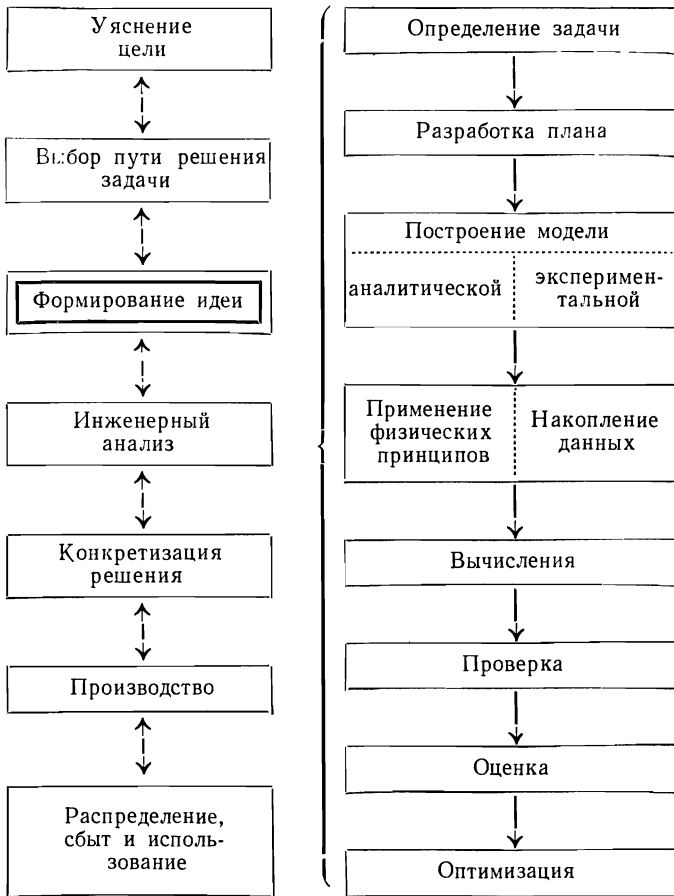 Уяснение
цели
Выбор пути решения
задачи
Формирование идеи
Инженерный
анализ
Конкретизация
решения
Производство
Распределение,
сбыт и исполь-
зование
Определение задачи
Разработка плана
Построение модели
аналитической
эксперимен-
тальной
Применение
физических
принципов
Накопление
данных
Вычисления
Проверка
Оценка
Оптимизация